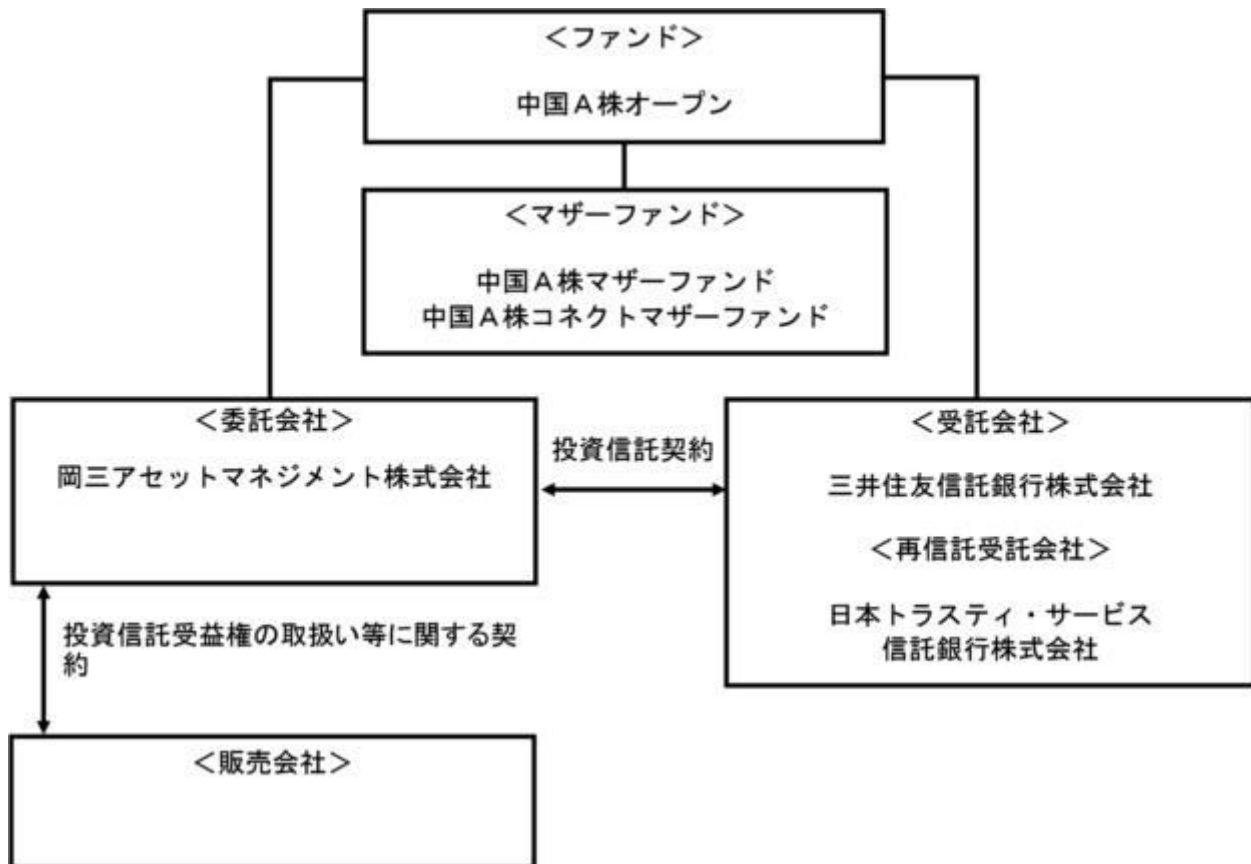 ＜ファンド＞
中国Ａ株オープン
＜マザーファンド＞
中国Ａ株マザーファンド
中国Ａ株コネクトマザーファンド
＜委託会社＞
岡三アセットマネジメント株式会社
投資信託契約
＜受託会社＞
三井住友信託銀行株式会社
＜再信託受託会社＞
日本トラスティ・サービス
信託銀行株式会社
投資信託受益権の取扱い等に関する契
約
＜販売会社＞